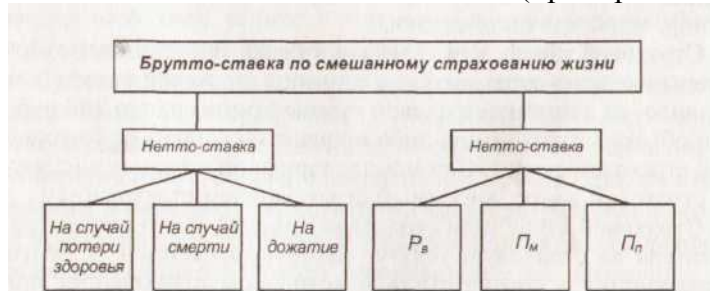 Брутто-ставка по смешанному страхованию жизни
Нетто-ставка
Нетто-ставка
На случай
потери
здоровья
На случай
смерти
На
дожатие
Рв
Пм
Пп